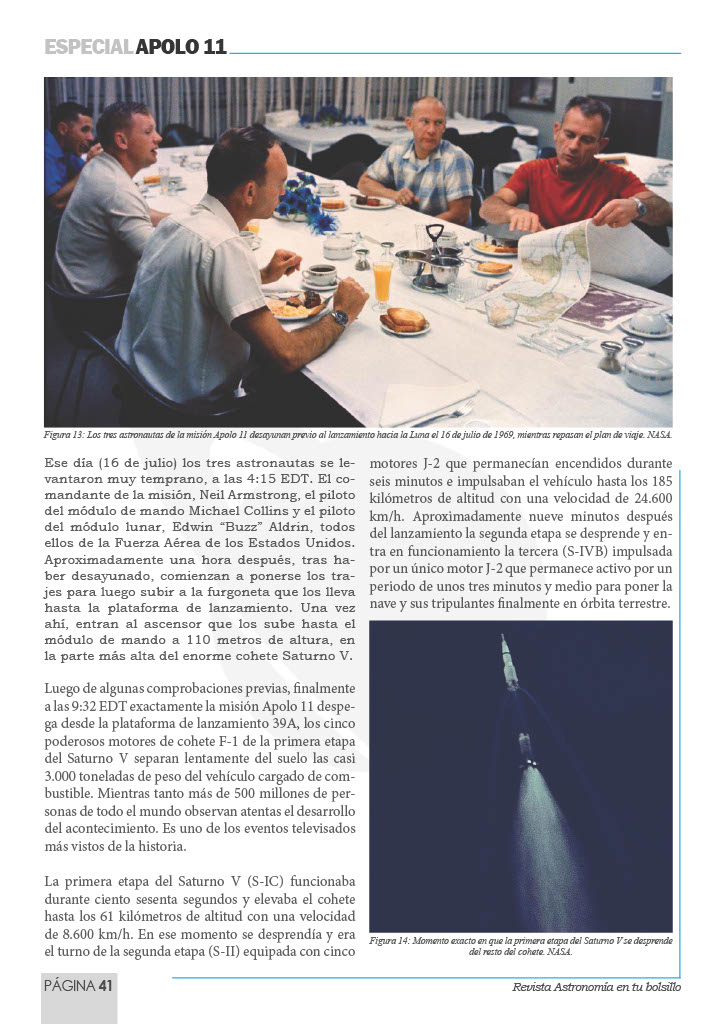 ESPECIAL APOLO 11
Figura 13: Los tres astronautas de la misión Apolo 11 desayunan previo al lanzamiento hacia la Luna el 16 de julio de 1969, mientras repasan el plan de viaje. NASA.
Ese día (16 de julio) los tres astronautas se le-
vantaron muy temprano, a las 4:15 EDT. El co-
mandante de la misión, Neil Armstrong, el piloto
del módulo de mando Michael Collins y el piloto
del módulo lunar, Edwin “Buzz” Aldrin, todos
ellos de la Fuerza Aérea de los Estados Unidos.
Aproximadamente una hora después, tras ha-
ber desayunado, comienzan a ponerse los tra-
jes para luego subir a la furgoneta que los lleva
hasta la plataforma de lanzamiento. Una vez
ahí, entran al ascensor que los sube hasta el
módulo de mando a 110 metros de altura, en
la parte más alta del enorme cohete Saturno V.
Luego de algunas comprobaciones previas, finalmente
a las 9:32 EDT exactamente la misión Apolo 11 despe-
ga desde la plataforma de lanzamiento 39A, los cinco
poderosos motores de cohete F-1 de la primera etapa
del Saturno V separan lentamente del suelo las casi
3.000 toneladas de peso del vehículo cargado de com-
bustible. Mientras tanto más de 500 millones de per-
sonas de todo el mundo observan atentas el desarrollo
del acontecimiento. Es uno de los eventos televisados
más vistos de la historia.
La primera etapa del Saturno V (S-IC) funcionaba
durante ciento sesenta segundos y elevaba el cohete
hasta los 61 kilómetros de altitud con una velocidad
de 8.600 km/h. En ese momento se desprendía y era
el turno de la segunda etapa (S-II) equipada con cinco
motores J-2 que permanecían encendidos durante
seis minutos e impulsaban el vehículo hasta los 185
kilómetros de altitud con una velocidad de 24.600
km/h. Aproximadamente nueve minutos después
del lanzamiento la segunda etapa se desprende y en-
tra en funcionamiento la tercera (S-IVB) impulsada
por un único motor J-2 que permanece activo por un
periodo de unos tres minutos y medio para poner la
nave y sus tripulantes finalmente en órbita terrestre.
Figura 14: Momento exacto en que la primera etapa del Saturno V se desprende
del resto del cohete. NASA.
PÁGINA 41
Revista Astronomía en tu bolsillo